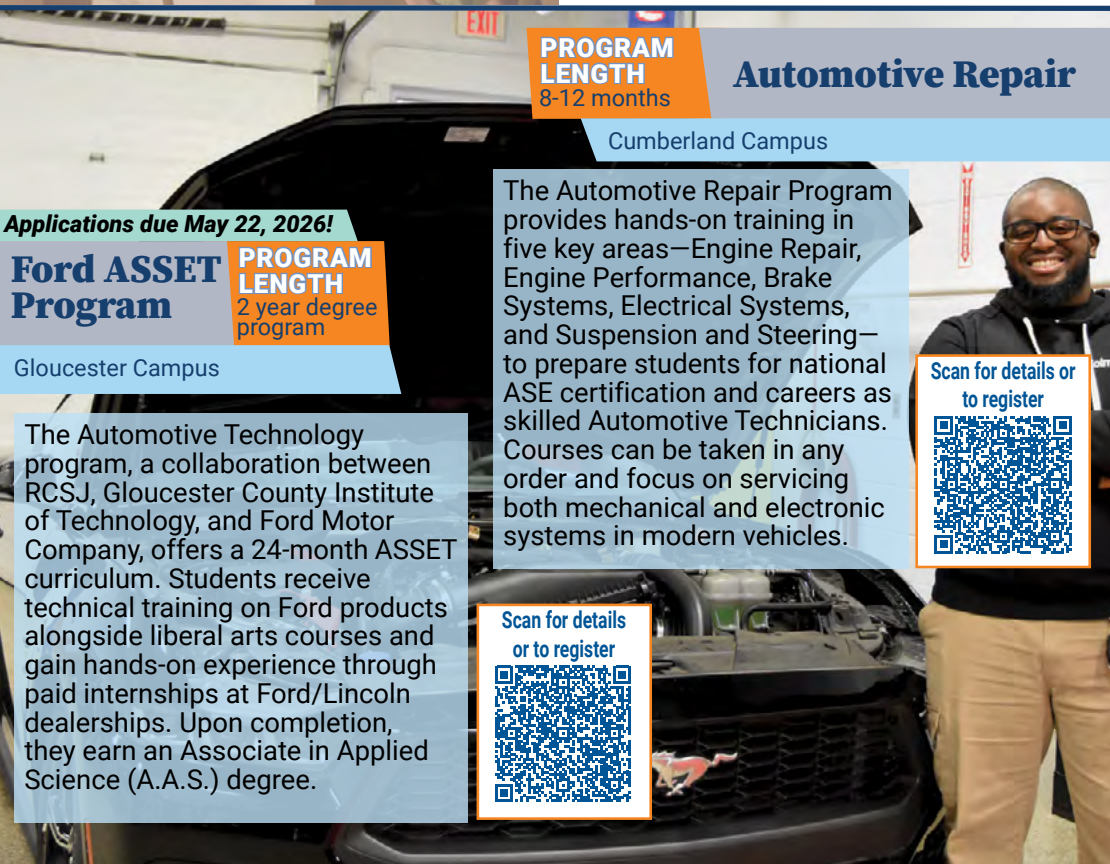 EXIT
PROGRAM
LENGTH
8-12 months
Automotive Repair
Cumberland Campus
The Automotive Repair Program
provides hands-on training in
five key areas—Engine Repair,
Engine Performance, Brake
Systems, Electrical Systems,
and Suspension and Steering—
to prepare students for national
ASE certification and careers as
skilled Automotive Technicians.
Courses can be taken in any
order and focus on servicing
both mechanical and electronic
systems in modern vehicles.
Scan for details or
to register
Applications due May 22, 2026!
Ford ASSET
Program
PROGRAM
LENGTH
2 year degree
program
Gloucester Campus
The Automotive Technology
program, a collaboration between
RCSJ, Gloucester County Institute
of Technology, and Ford Motor
Company, offers a 24-month ASSET
curriculum. Students receive
technical training on Ford products
alongside liberal arts courses and
gain hands-on experience through
paid internships at Ford/Lincoln
dealerships. Upon completion,
they earn an Associate in Applied
Science (A.A.S.) degree.
Scan for details
or to register